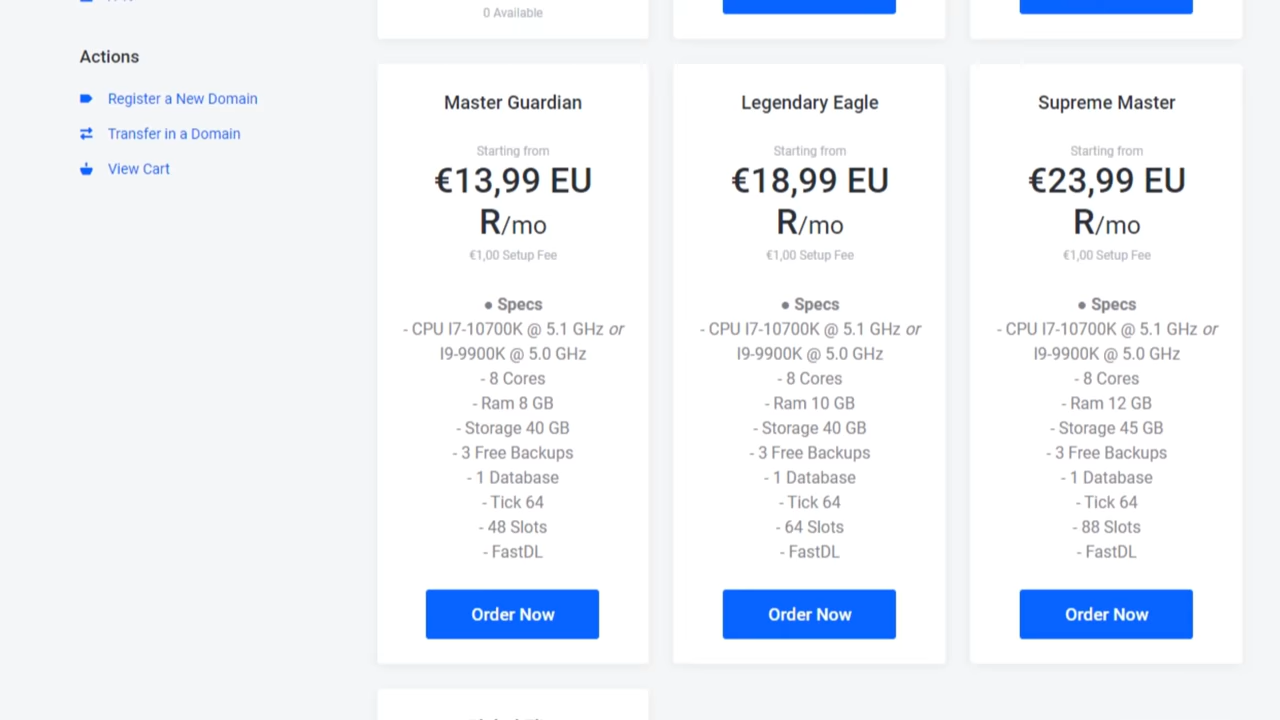 0 Available
Actions
Register a New Domain
Transfer in a Domain
View Cart
Master Guardian
Starting from
€13,99 EU
R/mo
€1,00 Setup Fee
● Specs
- CPU I7-10700K @ 5.1 GHz or
I9-9900K @ 5.0 GHz
- 8 Cores
- Ram 8 GB
- Storage 40 GB
- 3 Free Backups
- 1 Database
- Tick 64
- 48 Slots
- FastDL
Order Now
Legendary Eagle
Starting from
€18,99 EU
R/mo
€1,00 Setup Fee
● Specs
- CPU I7-10700K @ 5.1 GHz or
I9-9900K @ 5.0 GHz
- 8 Cores
- Ram 10 GB
- Storage 40 GB
- 3 Free Backups
- 1 Database
- Tick 64
- 64 Slots
- FastDL
Order Now
Supreme Master
Starting from
€23,99 EU
R/mo
€1,00 Setup Fee
● Specs
- CPU I7-10700K @ 5.1 GHz or
I9-9900K @ 5.0 GHz
- 8 Cores
- Ram 12 GB
- Storage 45 GB
- 3 Free Backups
- 1 Database
- Tick 64
- 88 Slots
- FastDL
Order Now